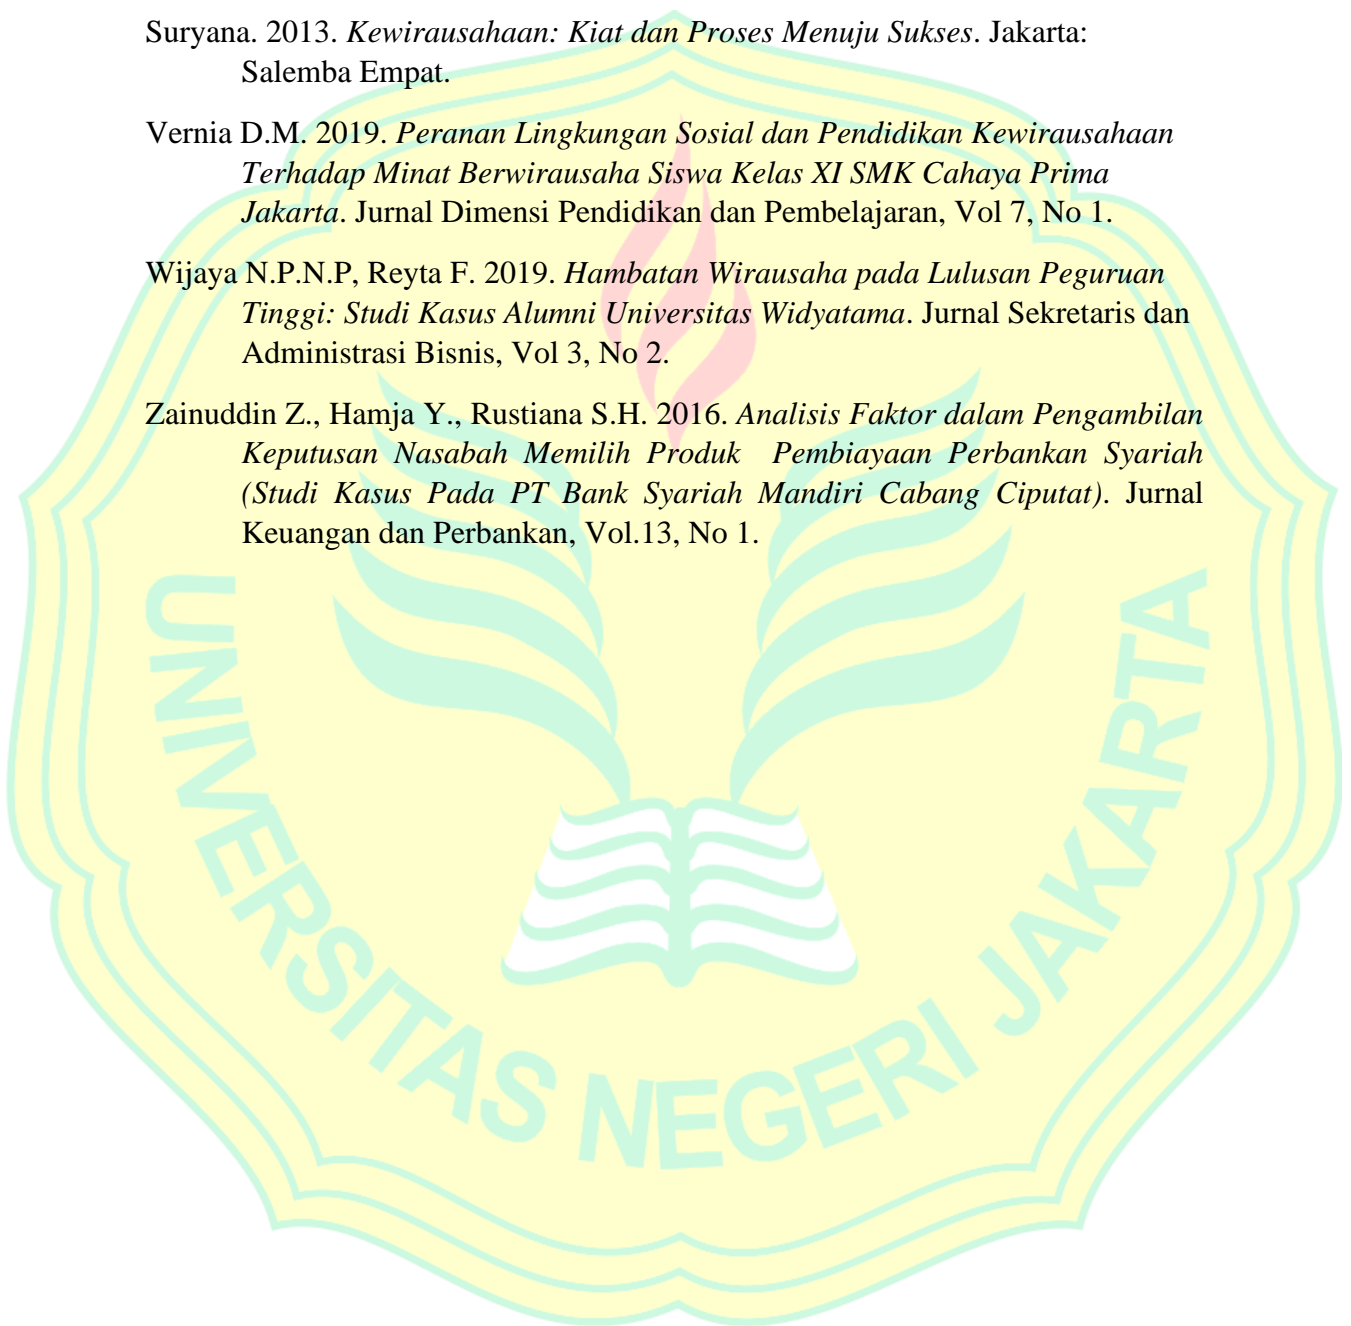 Suryana. 2013. Kewirausahaan: Kiat dan Proses Menuju Sukses. Jakarta:
Salemba Empat.
Vernia D.M. 2019. Peranan Lingkungan Sosial dan Pendidikan Kewirausahaan
Terhadap Minat Berwirausaha Siswa Kelas XI SMK Cahaya Prima
Jakarta. Jurnal Dimensi Pendidikan dan Pembelajaran, Vol 7, No 1.
Wijaya N.P.N.P, Reyta F. 2019. Hambatan Wirausaha pada Lulusan Peguruan
Tinggi: Studi Kasus Alumni Universitas Widyatama. Jurnal Sekretaris dan
Administrasi Bisnis, Vol 3, No 2.
Zainuddin Z., Hamja Y., Rustiana S.H. 2016. Analisis Faktor dalam Pengambilan
Keputusan Nasabah Memilih Produk Pembiayaan Perbankan Syariah
(Studi Kasus Pada PT Bank Syariah Mandiri Cabang Ciputat). Jurnal
Keuangan dan Perbankan, Vol.13, No 1.
UNIVERSITAS NEGERI JAKARTA